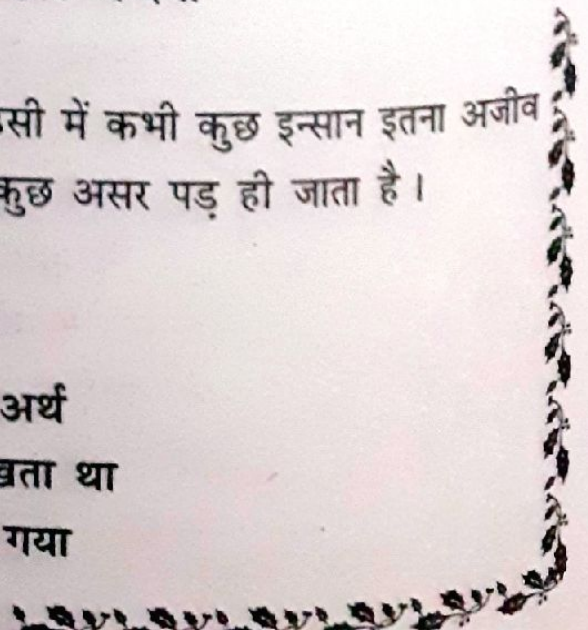 में कभी कुछ इन्सान इतना अजीव
कुछ असर पड़ ही जाता है।
अर्थ
था
गया